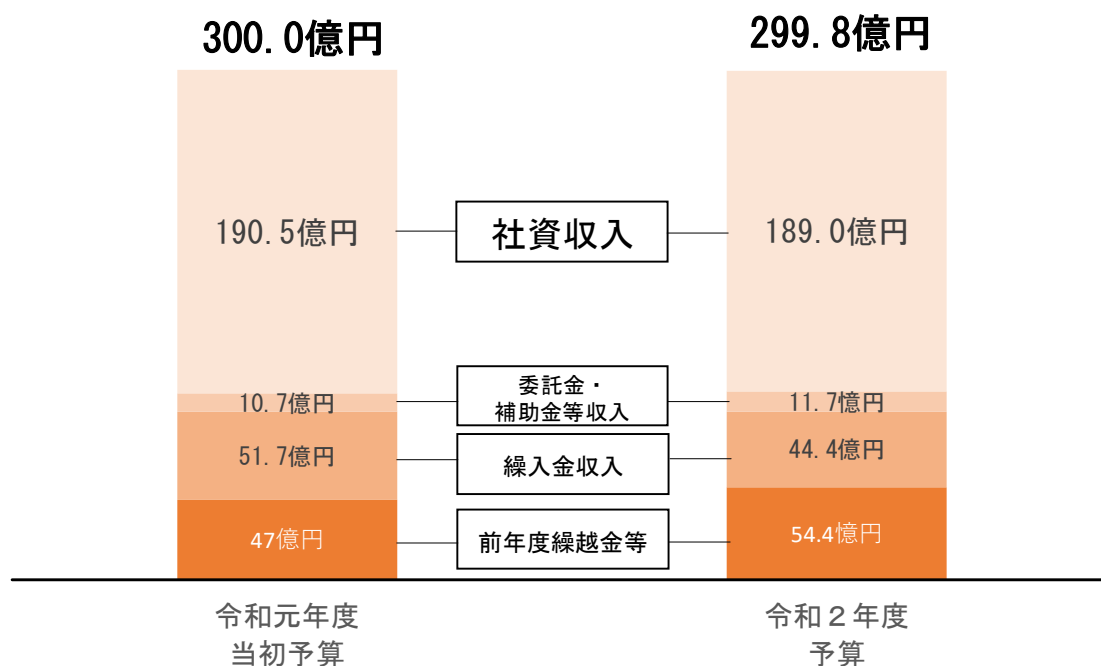 300.0億円
299.8億円
190.5億円
社資収入
189.0億円
10.7億円
委託金・
補助金等収入
11.7憶円
51.7億円
繰入金収入
44.4億円
47億円
前年度繰越金等
54.4憶円
令和元年度
当初予算
令和２年度
予算